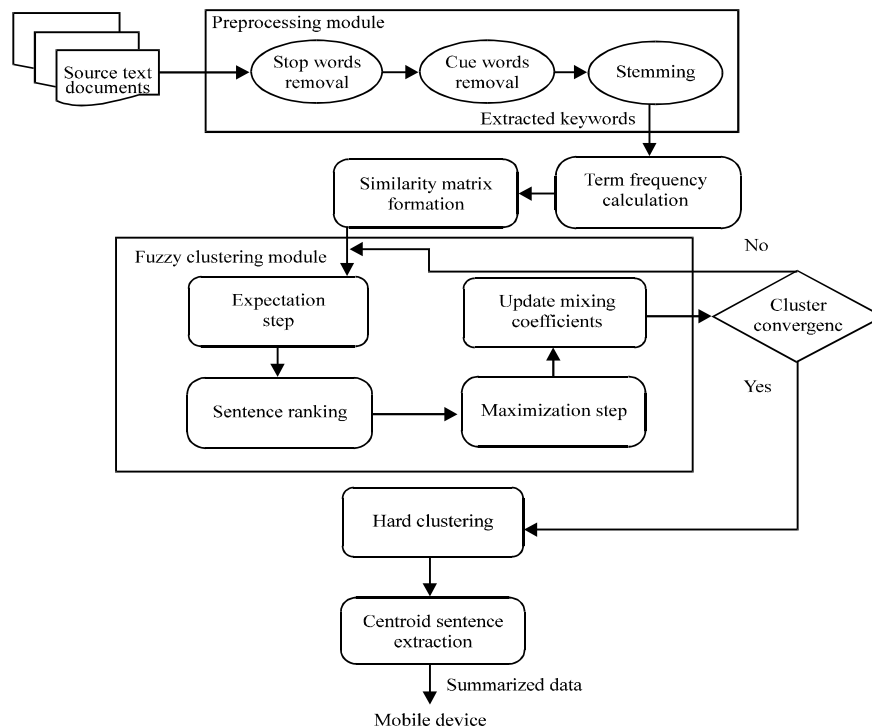 Preprocessing module
Source text
documents
Stop words
removal
Cue words
removal
Stemming
Extracted keywords
Term frequency
calculation
Similarity matrix
formation
Fuzzy clustering module
No
Expectation
step
Update mixing
coefficients
Cluster
convergenc
Yes
Sentence ranking
Maximization step
Hard clustering
Centroid sentence
extraction
Summarized data
Mobile device